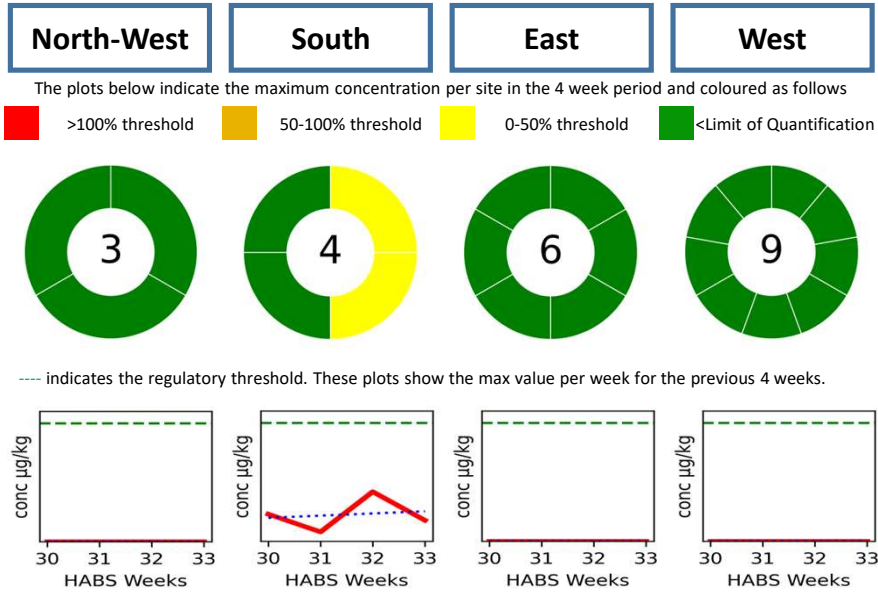 North-West South East West
The plots below indicate the maximum concentration per site in the 4 week period and coloured as follows
>100% threshold 50-100% threshold 0-50% threshold <Limit of Quantification
3 4 6 9
---- indicates the regulatory threshold. These plots show the max value per week for the previous 4 weeks.
conc µg/kg conc µg/kg conc µg/kg conc µg/kg
30 31 32 33 30 31 32 33 30 31 32 33 30 31 32 33
HABS Weeks HABS Weeks HABS Weeks HABS Weeks